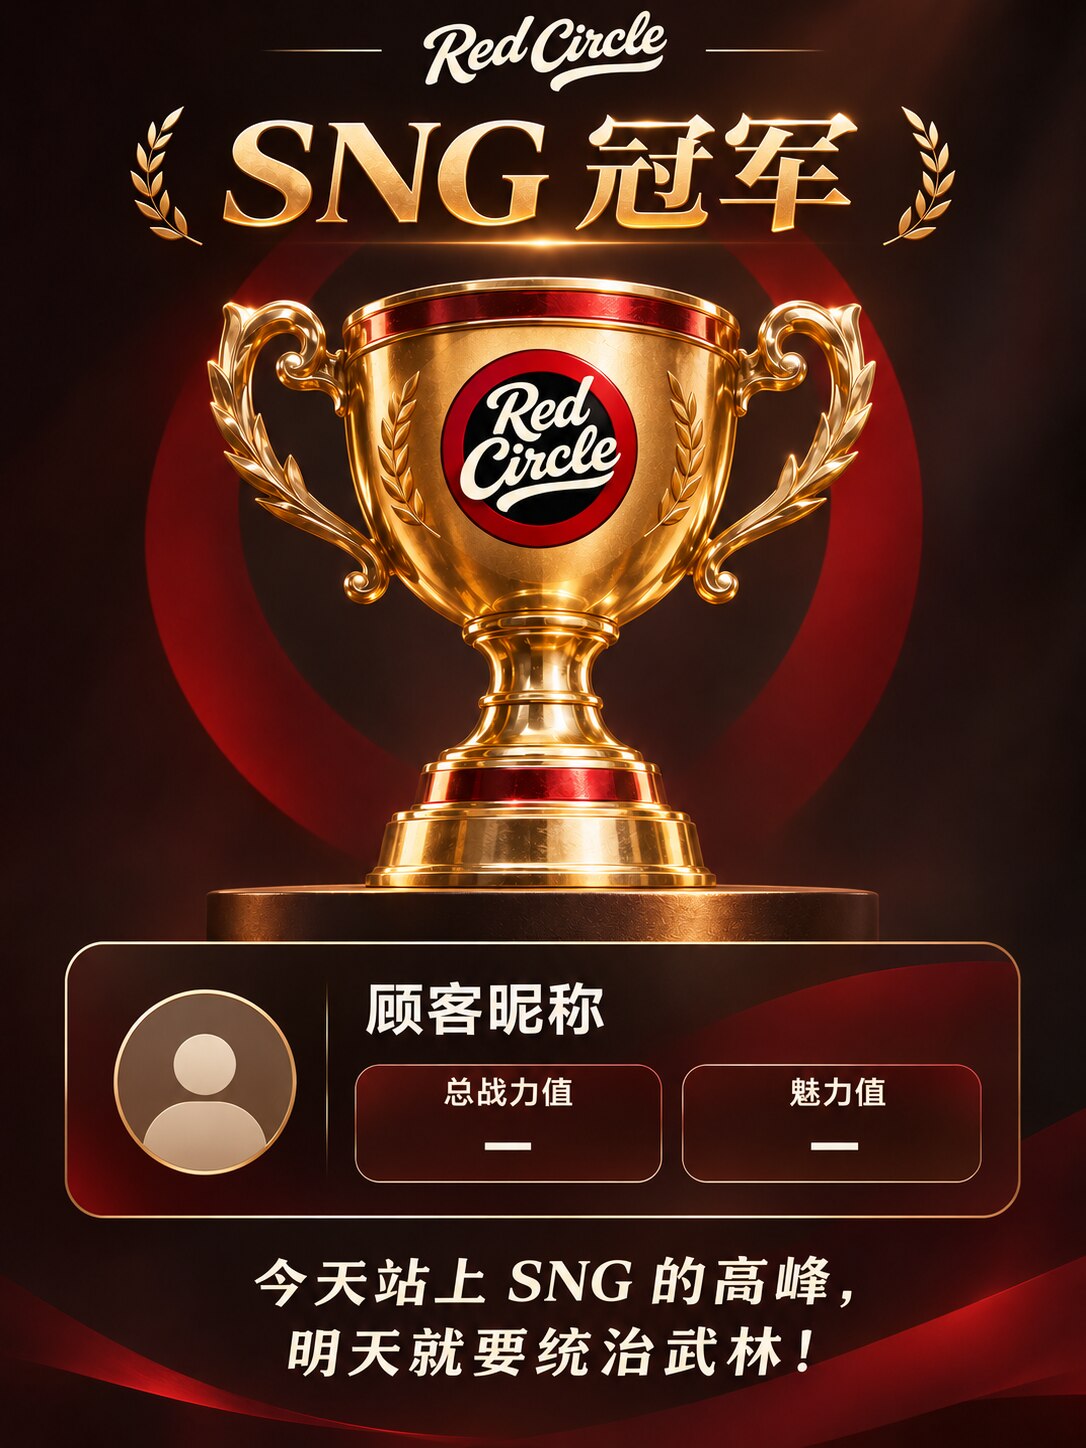 Red Circle
SNG 冠军
Red
Circle
顾客昵称
总战力值
魅力值
—
—
今天站上 SNG 的高峰，
明天就要统治武林！